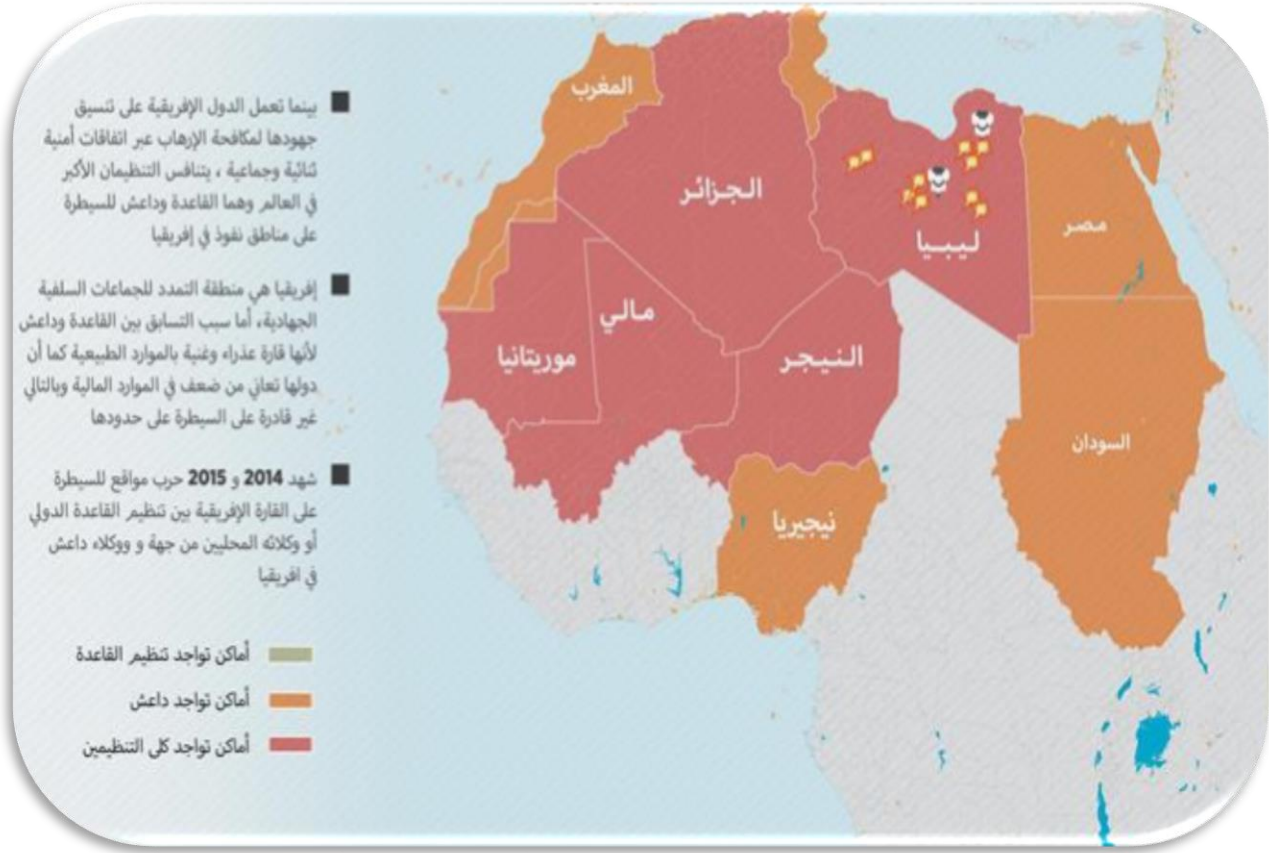 بينما تعمل الدول الإفريقية على تنسيق
جهودها لمكافحة الإرهاب عبر اتفاقات أمنية
ثنائية وجماعية ، يتنافس التنظيمان الأكبر
في العالم وهما القاعدة وداعش للسيطرة
على مناطق نفوذ في إفريقيا
إفريقيا هي منطقة التمدد للجماعات السلفية
الجهادية، أما سبب التسابق بين القاعدة وداعش
لأنها قارة عذراء وغنية بالموارد الطبيعية كما أن
دولها تعاني من ضعف في الموارد المالية وبالتالي
غير قادرة على السيطرة على حدودها
شهد 2014 و 2015 حرب مواقع للسيطرة
على القارة الإفريقية بين تنظيم القاعدة الدولي
أو وكلائه المحليين من جهة و ووكلاء داعش
في افريقيا
أماكن تواجد تنظيم القاعدة
أماكن تواجد داعش
أماكن تواجد كلى التنظيمين
المغرب
الجزائر
ليبيا
مصر
مالي
موريتانيا
النيجر
السودان
نيجيريا